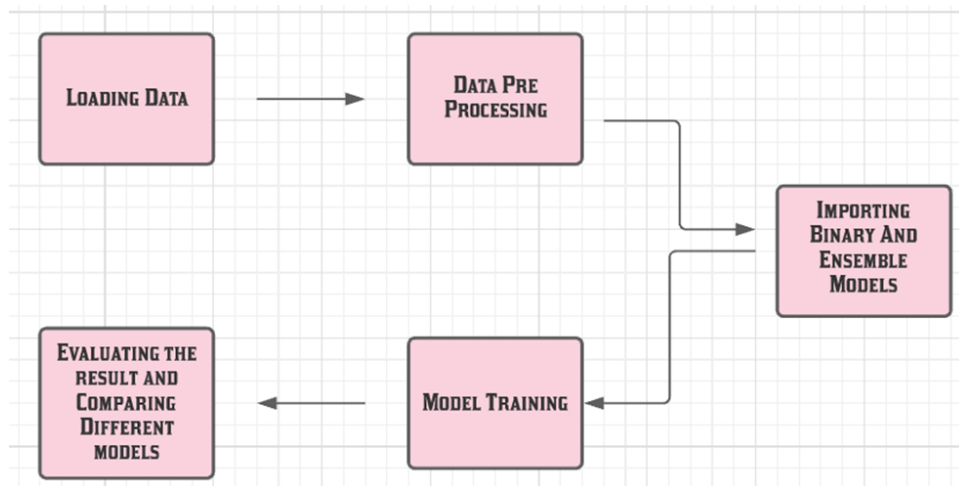 Loading Data
Data Pre
Processing
Importing
Binary And
Ensemble
Models
Model Training
Evaluating the
result and
Comparing
Different
models